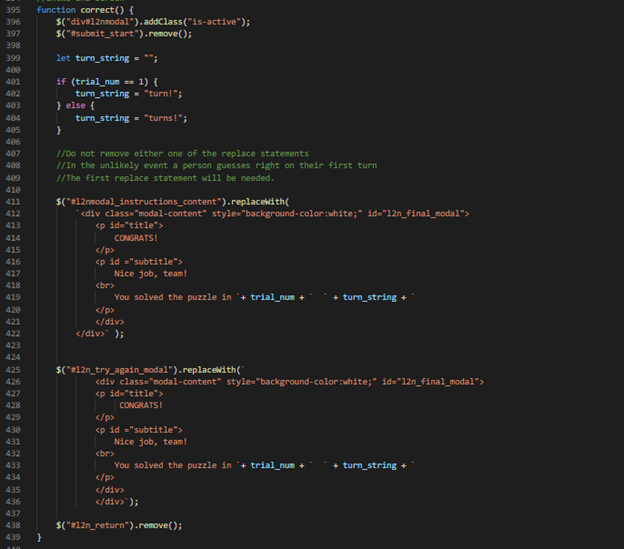 395 function correct() {
396     $("div#l2nmodal").addClass("is-active");
397     $("#submit_start").remove();
398
399     let turn_string = "";
400
401     if (trial_num == 1) {
402         turn_string = "turn!";
403     } else {
404         turn_string = "turns!";
405     }
406
407     //Do not remove either one of the replace statements
408     //In the unlikely event a person guesses right on their first turn
409     //The first replace statement will be needed.
410
411     $("#l2nmodal_instructions_content").replaceWith(
412         `<div class="modal-content" style="background-color:white;" id="l2n_final_modal">
413             <p id="title">
414                 CONGRATS!
415             </p>
416             <p id ="subtitle">
417                 Nice job, team!
418             <br>
419                 You solved the puzzle in `+ trial_num + ` ` + turn_string + `
420             </p>
421             </div>
422         </div>` );
423
424
425     $("#l2n_try_again_modal").replaceWith(`
426             <div class="modal-content" style="background-color:white;" id="l2n_final_modal">
427             <p id="title">
428                  CONGRATS!
429             </p>
430             <p id ="subtitle">
431                 Nice job, team!
432             <br>
433                 You solved the puzzle in `+ trial_num + ` ` + turn_string + `
434             </p>
435             </div>
436             </div>`);
437
438     $("#l2n_return").remove();
439 }